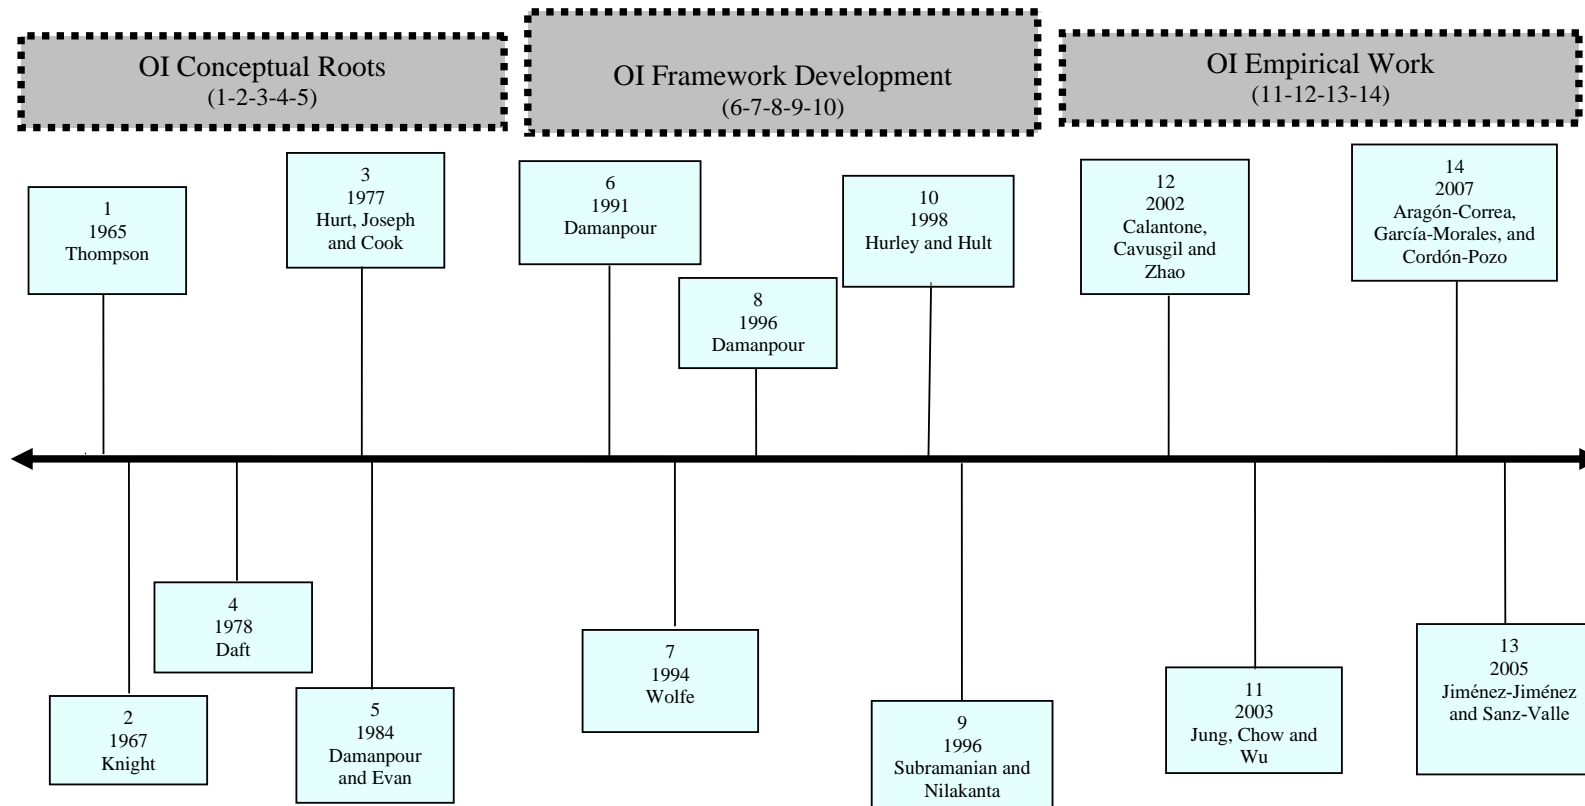 OI Conceptual Roots
(1-2-3-4-5)
OI Framework Development
(6-7-8-9-10)
OI Empirical Work
(11-12-13-14)
1
1965
Thompson
3
1977
Hurt, Joseph
and Cook
6
1991
Damanpour
8
1996
Damanpour
10
1998
Hurley and Hult
12
2002
Calantone,
Cavusgil and
Zhao
14
2007
Aragón-Correa,
García-Morales, and
Cordón-Pozo
2
1967
Knight
4
1978
Daft
5
1984
Damanpour
and Evan
7
1994
Wolfe
9
1996
Subramanian and
Nilakanta
11
2003
Jung, Chow and
Wu
13
2005
Jiménez-Jiménez
and Sanz-Valle